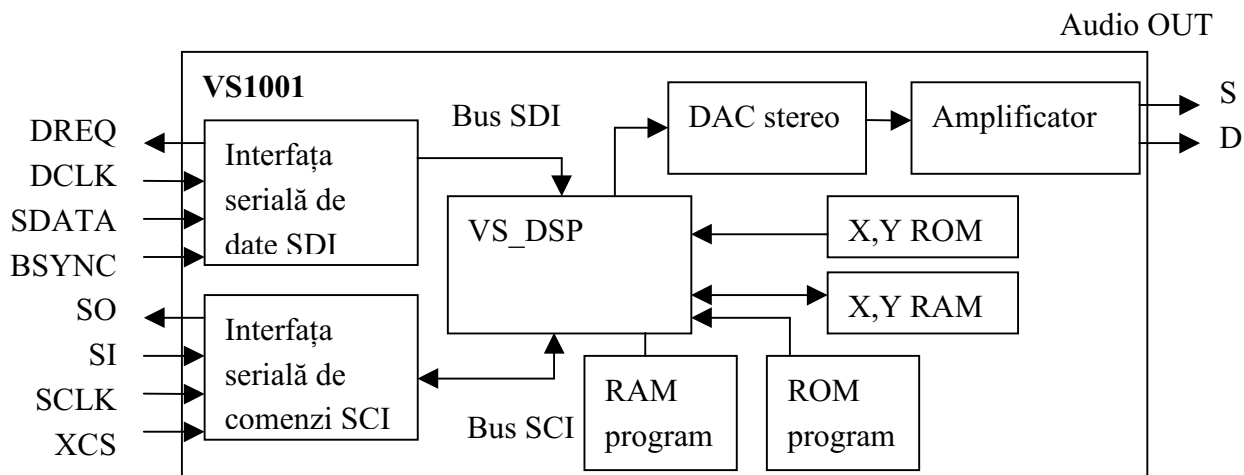 Audio OUT
VS1001
DREQ
DCLK
SDATA
BSYNC
SO
SI
SCLK
XCS
Interfața
serială de
date SDI
Interfața
serială de
comenzi SCI
Bus SDI
Bus SCI
VS_DSP
DAC stereo
Amplificator
S
D
X,Y ROM
X,Y RAM
RAM
program
ROM
program